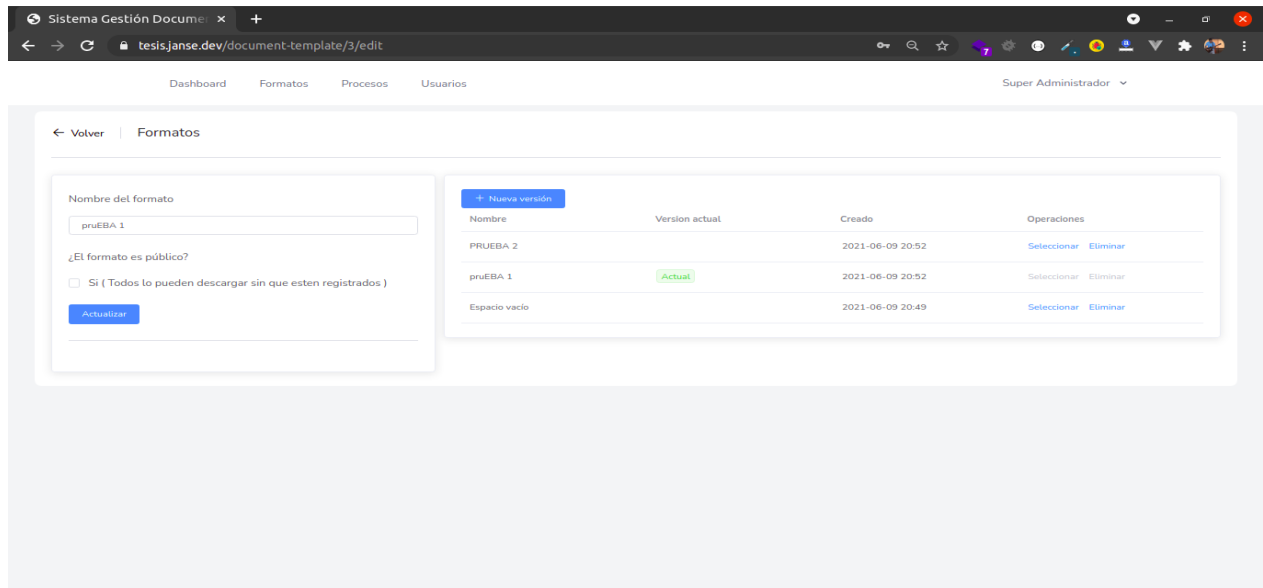 Sistema Gestión Docume
tesis.janse.dev/document-template/3/edit
7
Dashboard Formatos Procesos Usuarios Super Administrador
Volver Formatos
Nombre del formato
pruEBA 1
¿El formato es público?
Si ( Todos lo pueden descargar sin que esten registrados )
Actualizar
+ Nueva versión
Nombre Version actual Creado Operaciones
PRUEBA 2 2021-06-09 20:52 Seleccionar Eliminar
pruEBA 1 Actual 2021-06-09 20:52 Seleccionar Eliminar
Espacio vacío 2021-06-09 20:49 Seleccionar Eliminar